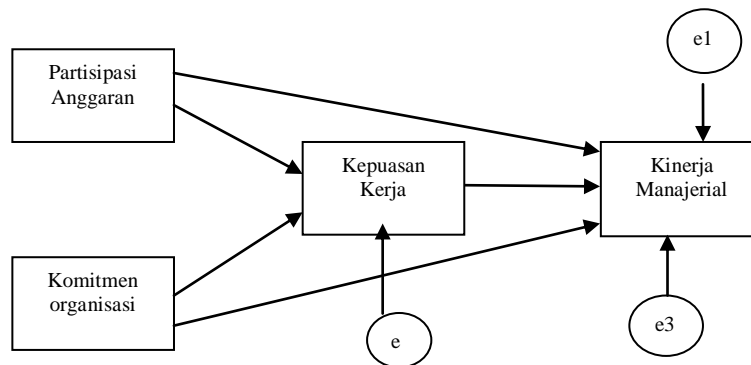 e1
Partisipasi
Anggaran
Kepuasan
Kerja
Kinerja
Manajerial
Komitmen
organisasi
e
e3